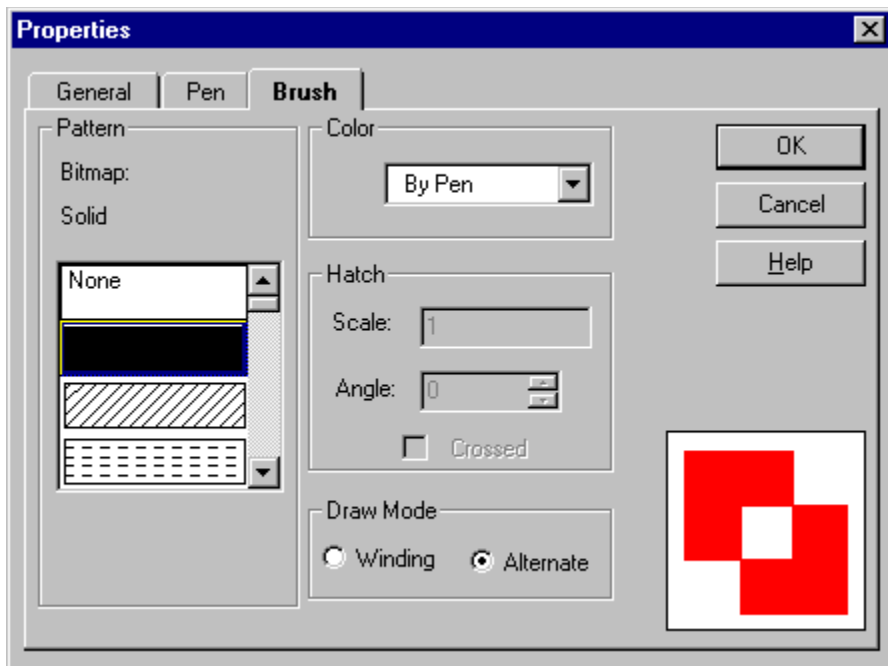 Properties
General Pen Brush
Pattern
Bitmap:
Solid
None
Color
By Pen
Hatch
Scale: 1
Angle: 0
Crossed
Draw Mode
Winding Alternate
OK
Cancel
Help